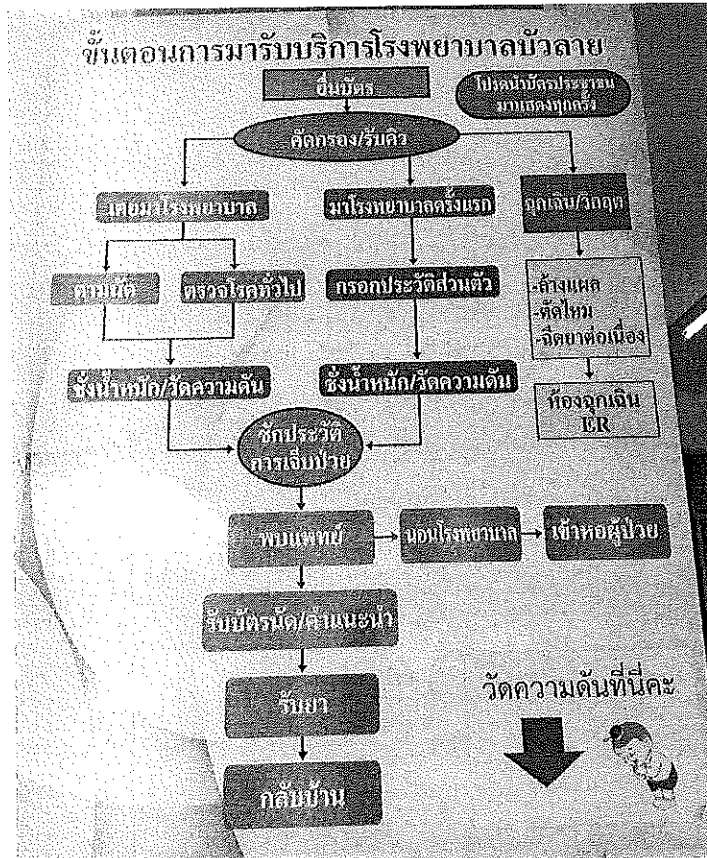 ขั้นตอนการมารับบริการโรงพยาบาลบัวลาย
ยื่นบัตร
โปรดนำบัตรประชาชน
มาแสดงทุกครั้ง
คัดกรอง/รับคิว
เคยมาโรงพยาบาล
มาโรงพยาบาลครั้งแรก
ฉุกเฉิน/วิกฤต
ตามนัด
ตรวจโรคทั่วไป
กรอกประวัติส่วนตัว
-ล้างแผล
-ตัดไหม
-ฉีดยาต่อเนื่อง
ชั่งน้ำหนัก/วัดความดัน
ชั่งน้ำหนัก/วัดความดัน
ห้องฉุกเฉิน
ER
ซักประวัติ
การเจ็บป่วย
พบแพทย์
นอนโรงพยาบาล
เข้าหอผู้ป่วย
รับบัตรนัด/คำแนะนำ
รับยา
กลับบ้าน
วัดความดันที่นี่คะ